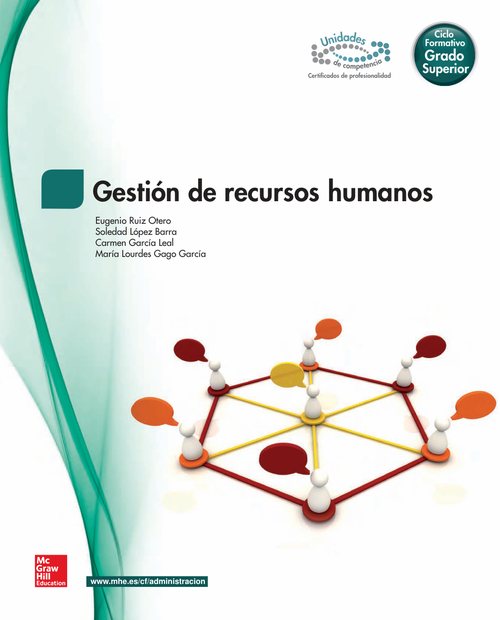 Unidades
de competencia
Certificados de profesionalidad
Ciclo
Formativo
Grado
Superior
Gestión de recursos humanos
Eugenio Ruiz Otero
Soledad López Barra
Carmen García Leal
María Lourdes Gago García
Mc
Graw
Hill
Education
www.mhe.es/cf/administracion